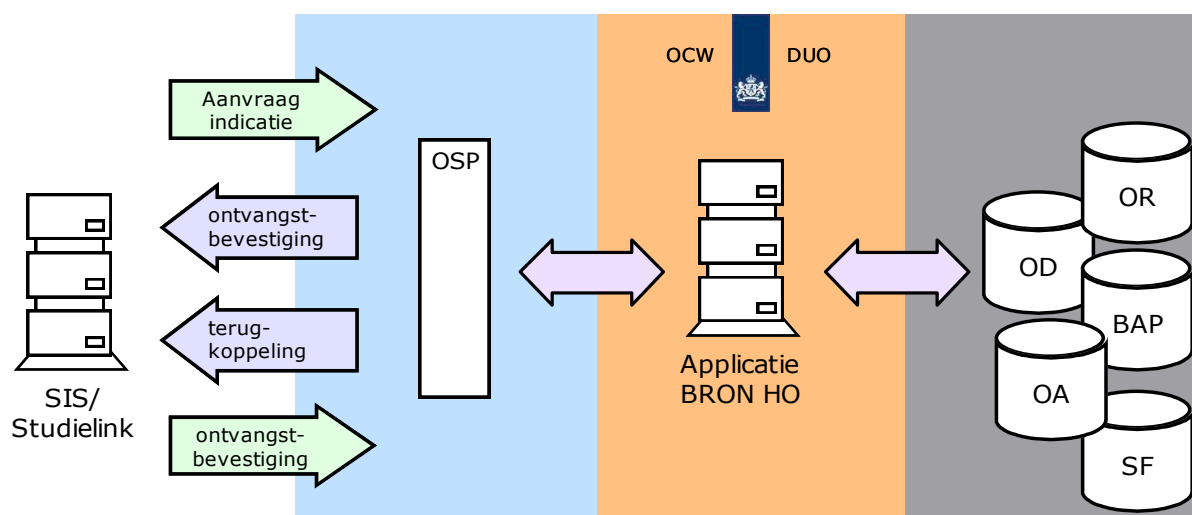 OCW
DUO
Aanvraag
indicatie
OSP
ontvangst-
bevestiging
terug-
koppeling
ontvangst-
bevestiging
SIS/
Studielink
Applicatie
BRON HO
OR
OD
BAP
OA
SF